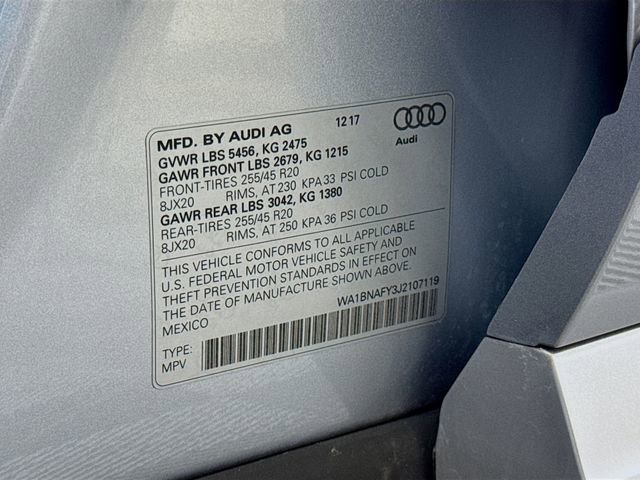 MFD. BY AUDI AG 12 17
Audi
GVWR LBS 5456, KG 2475
GAWR FRONT LBS 2679, KG 1215
FRONT-TIRES 255/45 R20
8JX20 RIMS, AT 230 KPA 33 PSI COLD
GAWR REAR LBS 3042, KG 1380
REAR-TIRES 255/45 R20
8JX20 RIMS, AT 250 KPA 36 PSI COLD
THIS VEHICLE CONFORMS TO ALL APPLICABLE
U.S. FEDERAL MOTOR VEHICLE SAFETY AND
THEFT PREVENTION STANDARDS IN EFFECT ON
THE DATE OF MANUFACTURE SHOWN ABOVE.
MEXICO WA1BNAFY3J2107119
TYPE:
MPV